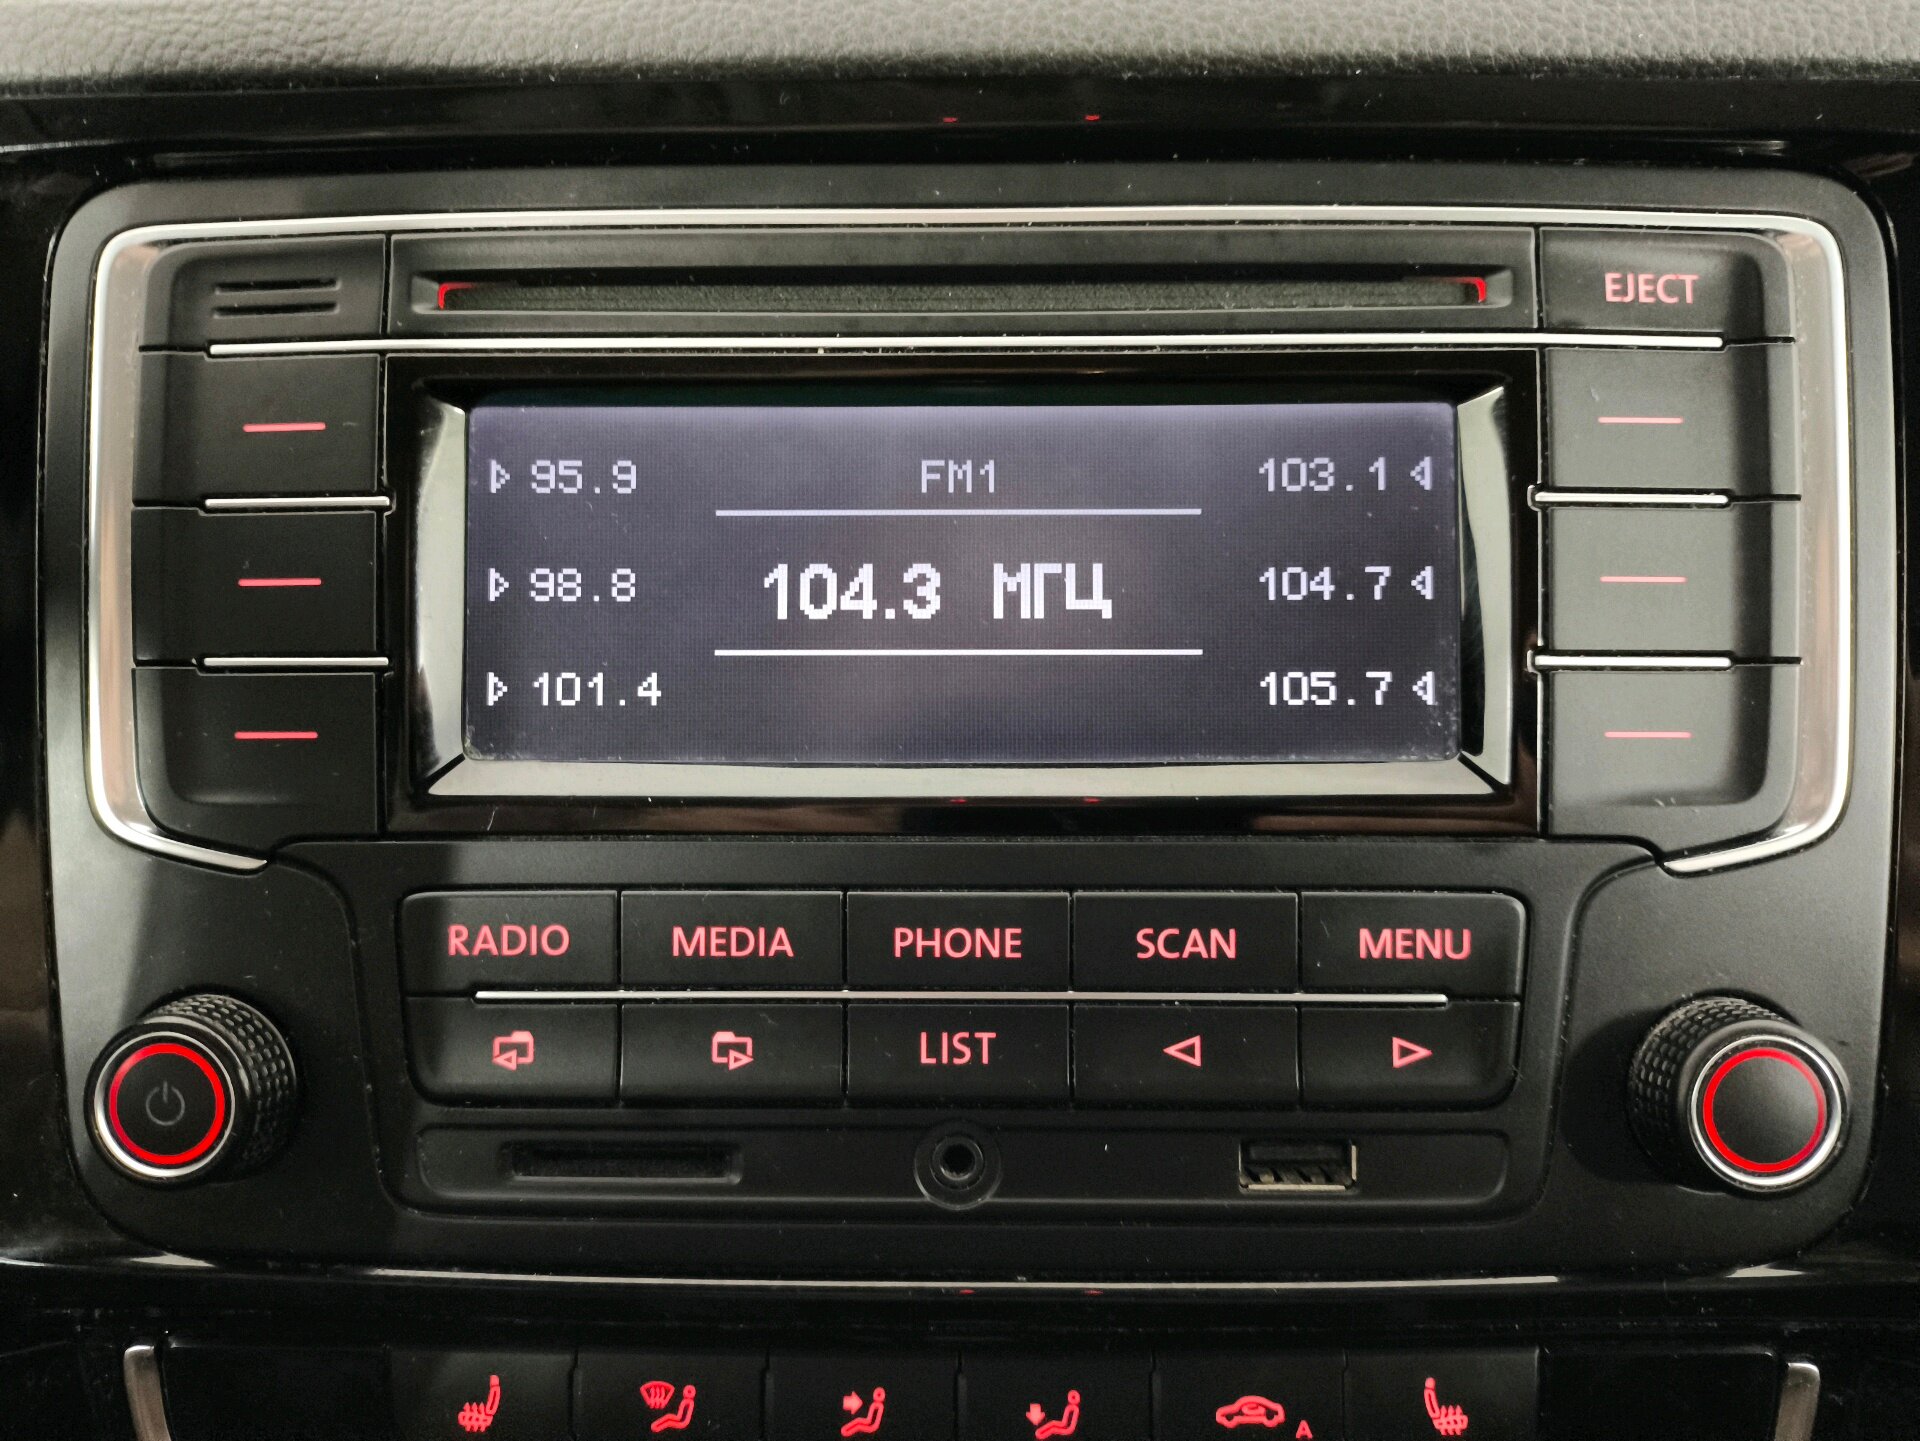 EJECT
95.9 FM1 103.1
98.8 104.3 МГЦ 104.7
101.4 105.7
RADIO MEDIA PHONE SCAN MENU
LIST
A